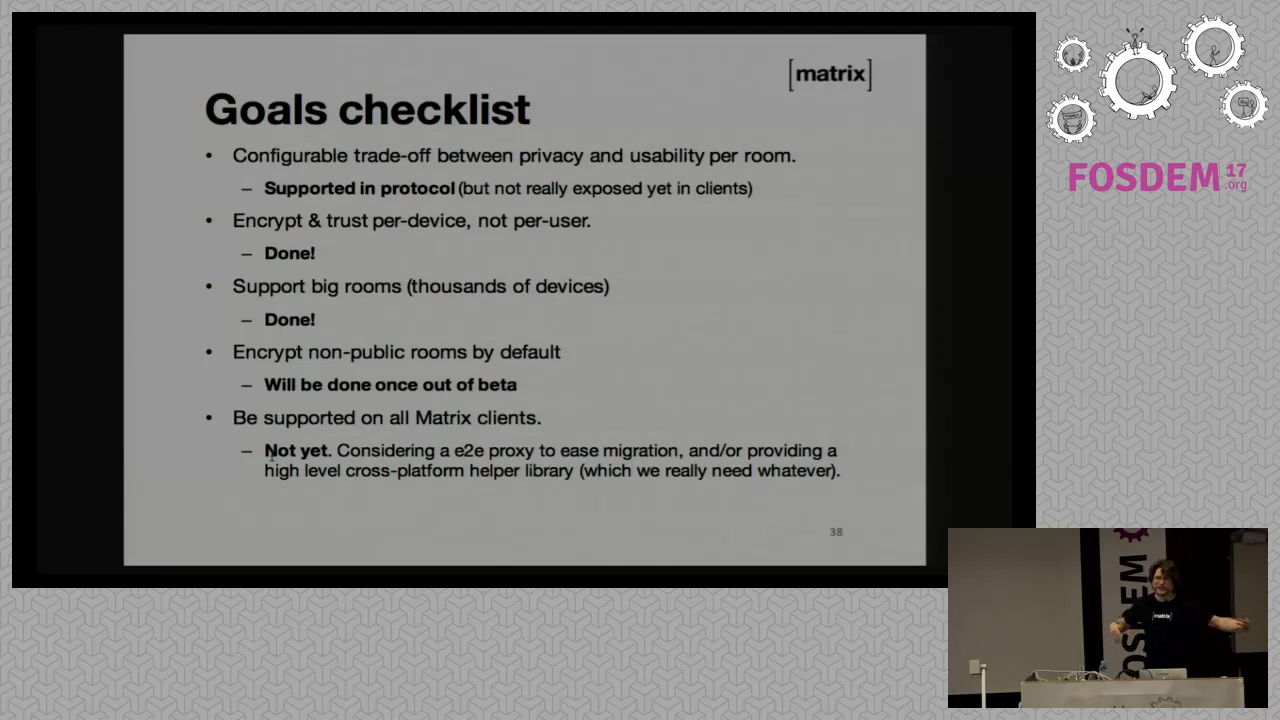 [matrix]
Goals checklist
• Configurable trade-off between privacy and usability per room.
– Supported in protocol (but not really exposed yet in clients)
• Encrypt & trust per-device, not per-user.
– Done!
• Support big rooms (thousands of devices)
– Done!
• Encrypt non-public rooms by default
– Will be done once out of beta
• Be supported on all Matrix clients.
– Not yet. Considering a e2e proxy to ease migration, and/or providing a
high level cross-platform helper library (which we really need whatever).
38
FOSDEM 17
.org
OSDEM
[matrix]